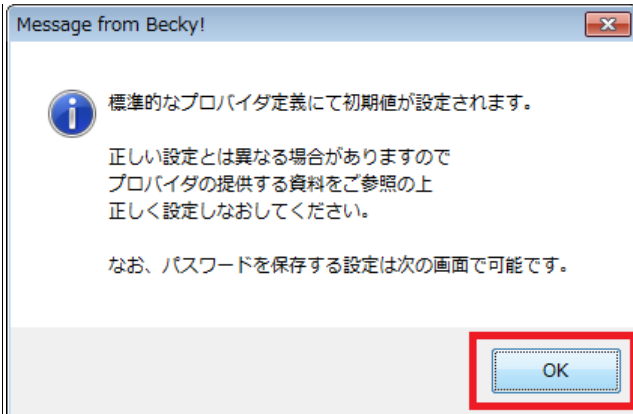 Message from Becky!
標準的なプロバイダ定義にて初期値が設定されます。
正しい設定とは異なる場合がありますので
プロバイダの提供する資料をご参照の上
正しく設定しなおしてください。
なお、パスワードを保存する設定は次の画面で可能です。
OK